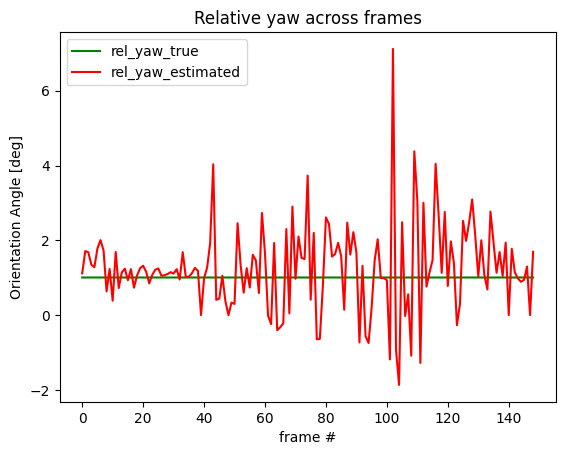 Relative yaw across frames
rel_yaw_true
rel_yaw_estimated
Orientation Angle [deg]
6
4
2
0
−2
0 20 40 60 80 100 120 140
frame #